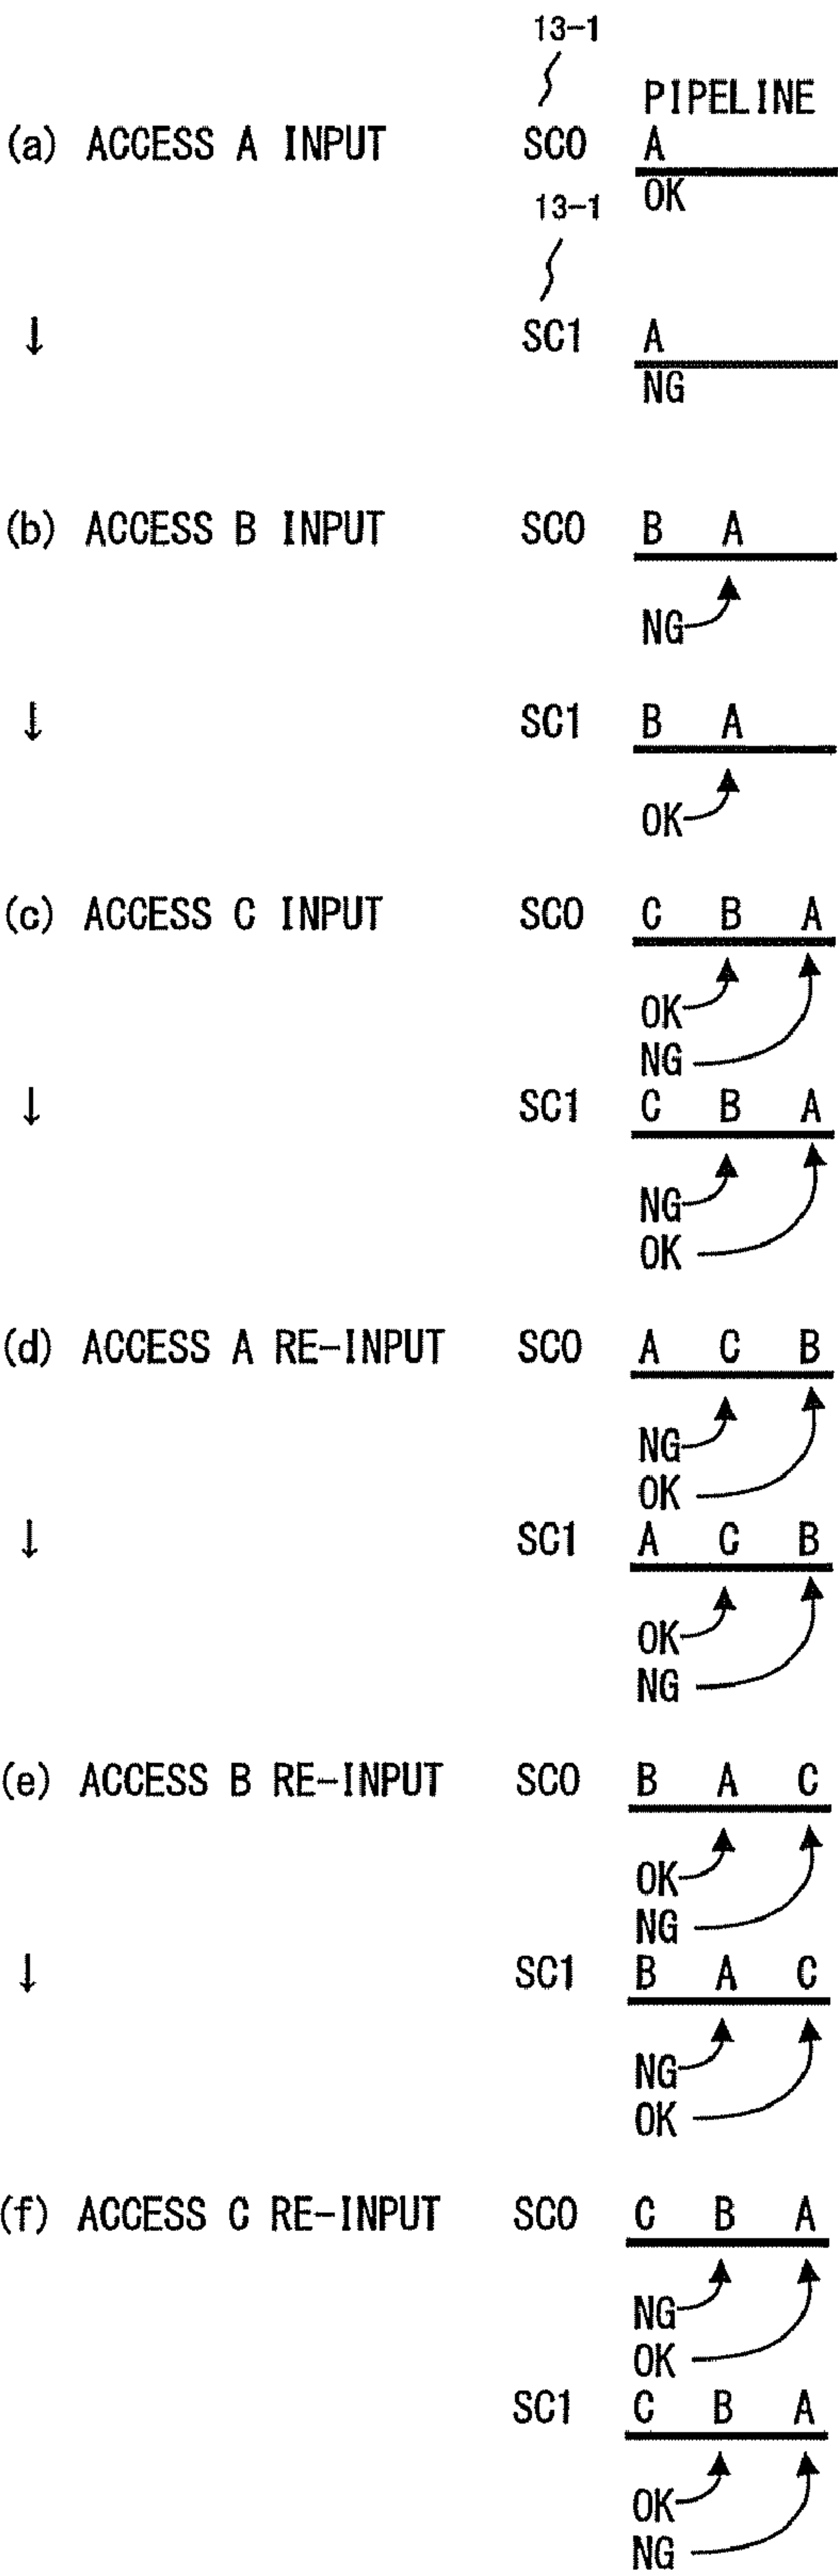 13-1
PIPELINE
(a) ACCESS A INPUT SC0 A
OK
13-1
↓ SC1 A
NG
(b) ACCESS B INPUT SC0 B A
NG
↓ SC1 B A
OK
(c) ACCESS C INPUT SC0 C B A
OK
NG
↓ SC1 C B A
NG
OK
(d) ACCESS A RE-INPUT SC0 A C B
NG
OK
↓ SC1 A C B
OK
NG
(e) ACCESS B RE-INPUT SC0 B A C
OK
NG
↓ SC1 B A C
NG
OK
(f) ACCESS C RE-INPUT SC0 C B A
NG
OK
SC1 C B A
OK
NG